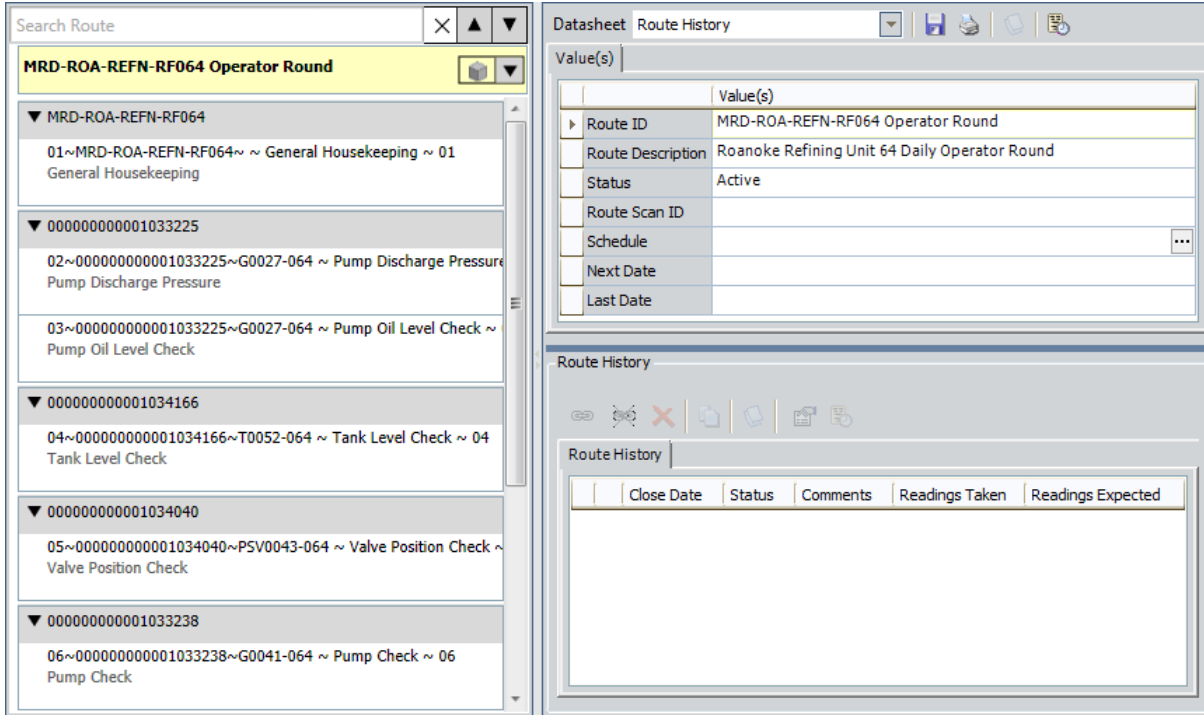 Search Route
MRD-ROA-REFN-RF064 Operator Round
MRD-ROA-REFN-RF064
01~MRD-ROA-REFN-RF064~ ~ General Housekeeping ~ 01
General Housekeeping
000000000001033225
02~000000000001033225~G0027-064 ~ Pump Discharge Pressure
Pump Discharge Pressure
03~000000000001033225~G0027-064 ~ Pump Oil Level Check ~
Pump Oil Level Check
000000000001034166
04~000000000001034166~T0052-064 ~ Tank Level Check ~ 04
Tank Level Check
000000000001034040
05~000000000001034040~PSV0043-064 ~ Valve Position Check ~
Valve Position Check
000000000001033238
06~000000000001033238~G0041-064 ~ Pump Check ~ 06
Pump Check
Datasheet Route History
Value(s)
Value(s)
Route ID MRD-ROA-REFN-RF064 Operator Round
Route Description Roanoke Refining Unit 64 Daily Operator Round
Status Active
Route Scan ID
Schedule ...
Next Date
Last Date
Route History
Route History
Close Date Status Comments Readings Taken Readings Expected